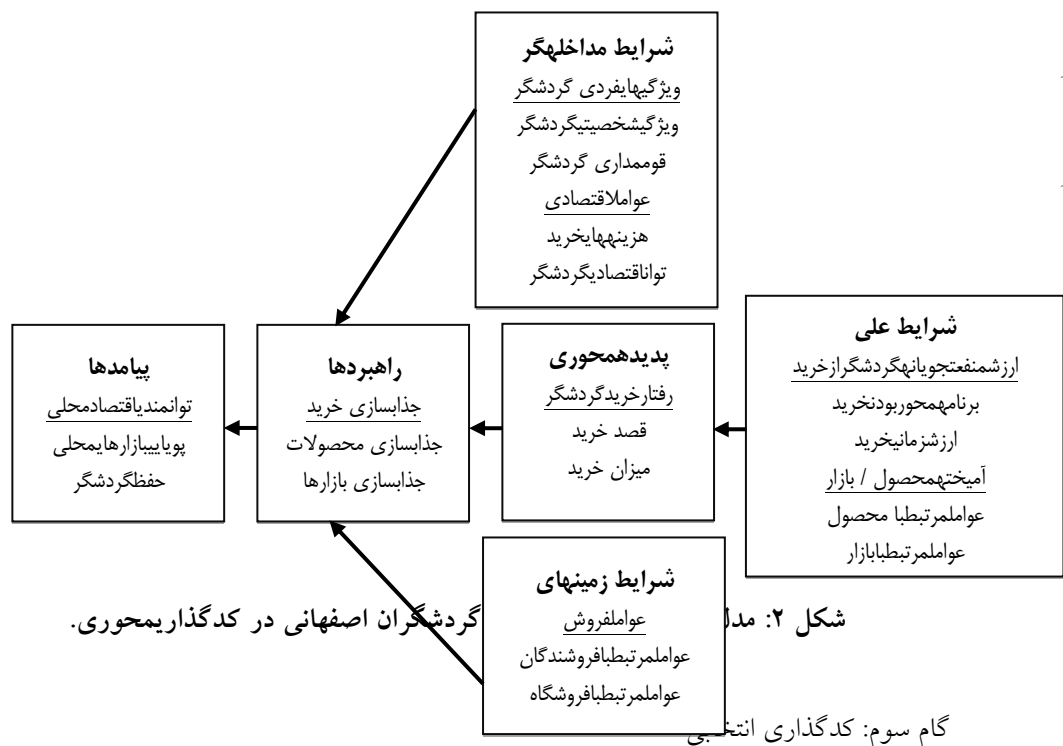 شرایط مداخلهگر
ویژگیهایفردی گردشگر
ویژگیشخصیتیگردشگر
قوممداری گردشگر
عواملاقتصادی
هزینههایخرید
تواناقتصادیگردشگر
شرایط علی
ارزشمنفعتجویانهگردشگرازخرید
برنامهمحوربودنخرید
ارزشزمانیخرید
آمیختهمحصول / بازار
عواملمرتبطبا محصول
عواملمرتبطبابازار
پدیدهمحوری
رفتارخریدگردشگر
قصد خرید
میزان خرید
راهبردها
جذابسازی خرید
جذابسازی محصولات
جذابسازی بازارها
پیامدها
توانمندیاقتصادمحلی
پویاییبازارهایمحلی
حفظگردشگر
شرایط زمینهای
عواملفروش
عواملمرتبطبافروشندگان
عواملمرتبطبافروشگاه
شکل ۲: مدل گردشگران اصفهانی در کدگذاریمحوری.
گام سوم: کدگذاری انتخابی